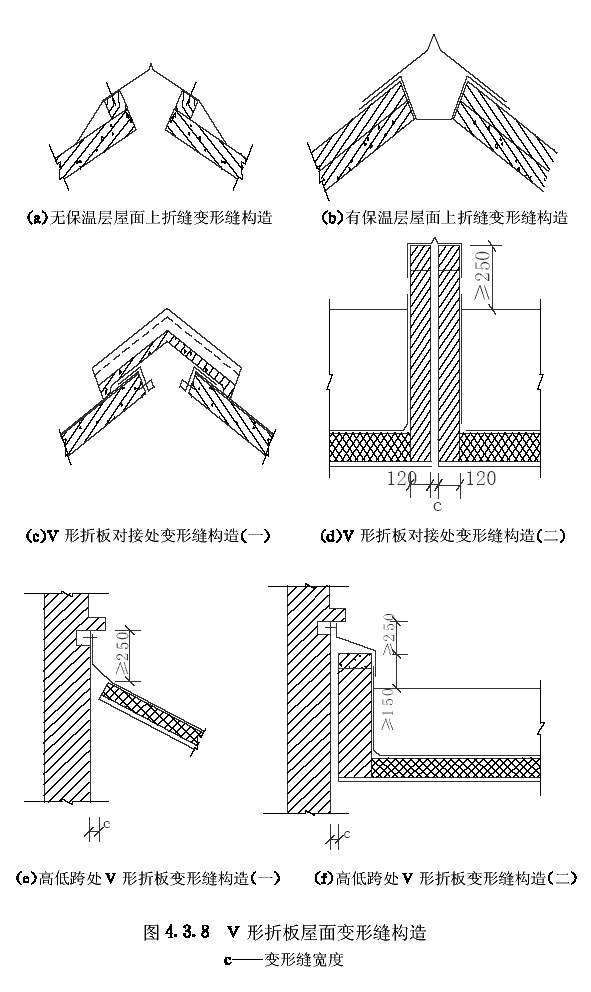 (a)无保温层屋面上折缝变形缝构造
(b)有保温层屋面上折缝变形缝构造
≥250
120
120
c
(c)V 形折板对接处变形缝构造(一)
(d)V 形折板对接处变形缝构造(二)
≥250
c
≥250
≥150
c
(e)高低跨处 V 形折板变形缝构造(一)
(f)高低跨处 V 形折板变形缝构造(二)
图 4.3.8 V 形折板屋面变形缝构造
c——变形缝宽度